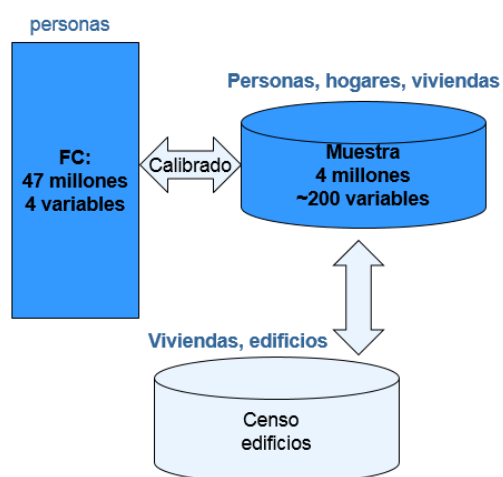 personas
FC:
47 millones
4 variables
Calibrado
Personas, hogares, viviendas
Muestra
4 millones
~200 variables
Viviendas, edificios
Censo
edificios